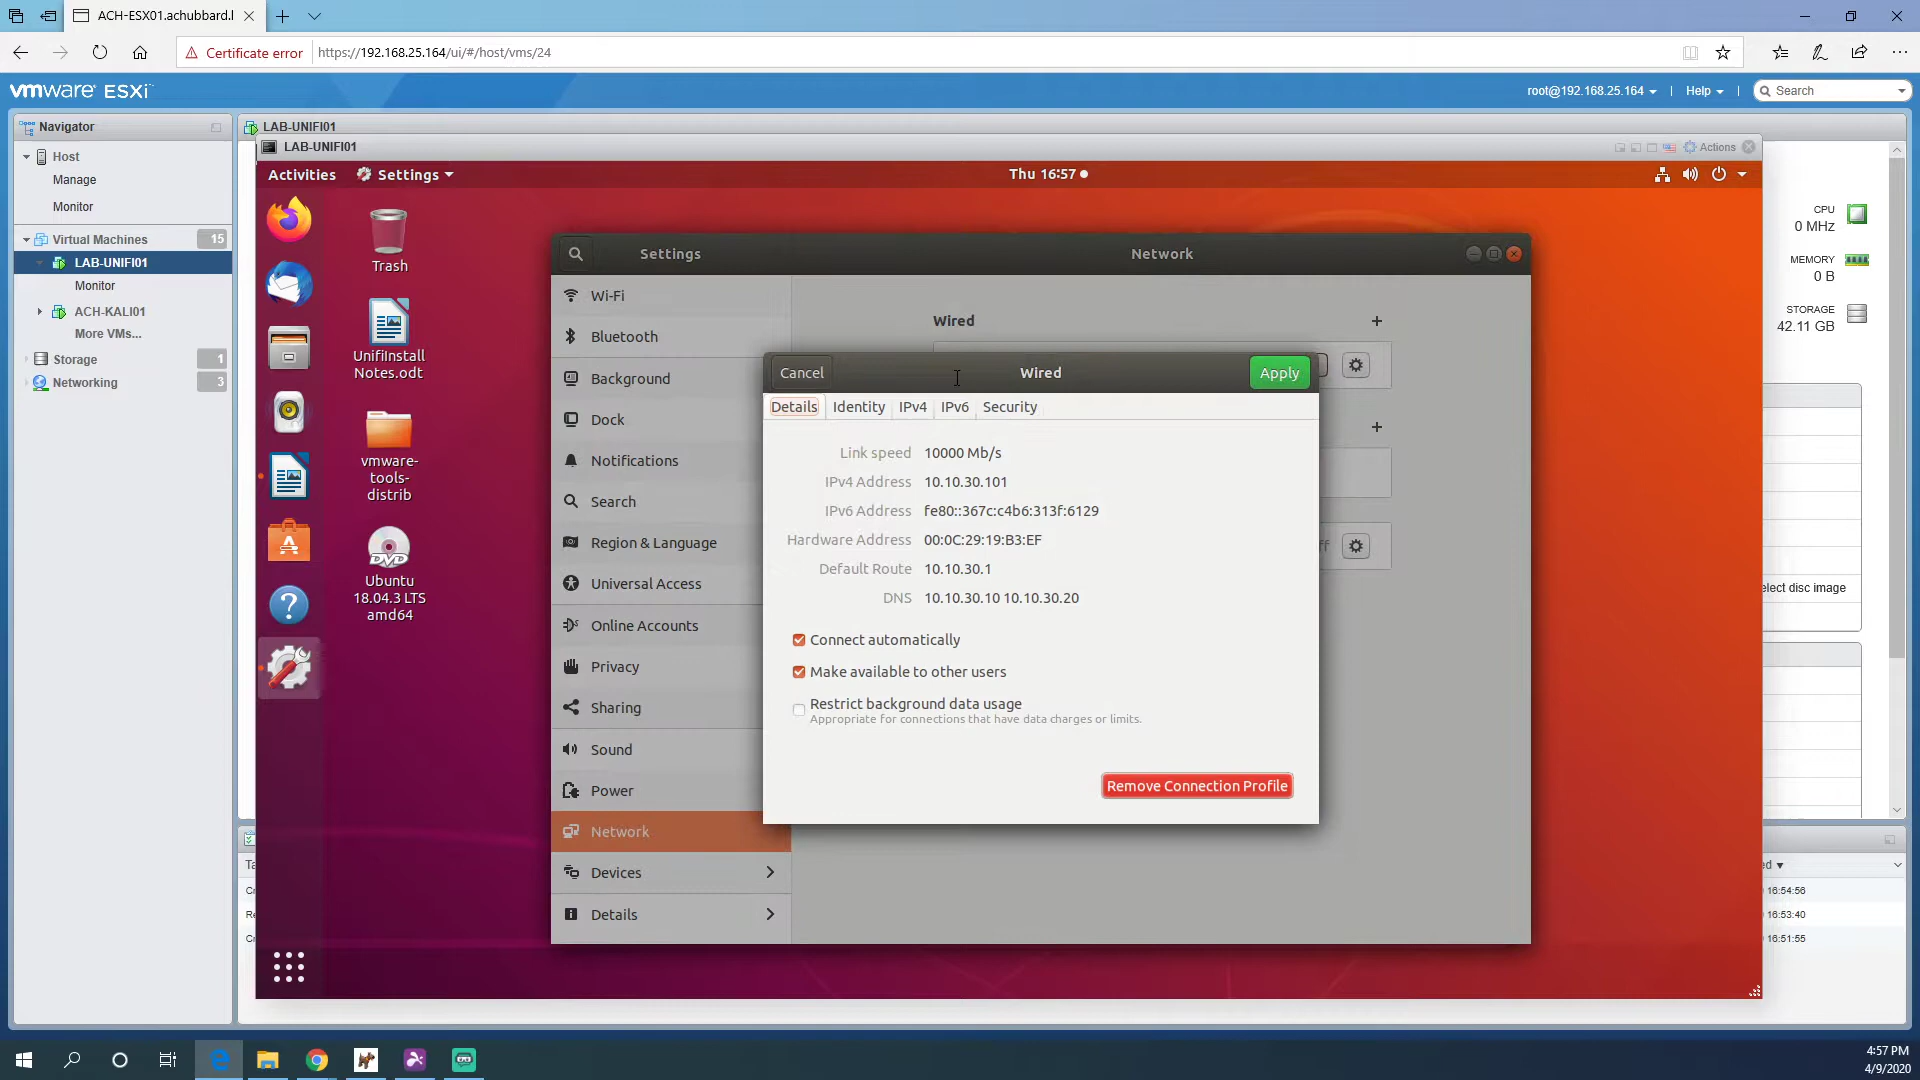 ACH-ESX01.achubbard.l
Certificate error
https://192.168.25.164/ui/#/host/vms/24
vmware ESXi
root@192.168.25.164
Help
Search
Navigator
LAB-UNIFI01
Host
Manage
Monitor
Virtual Machines 15
LAB-UNIFI01
Monitor
ACH-KALI01
More VMs...
Storage 1
Networking 3
LAB-UNIFI01
Actions
Activities
Settings
Thu 16:57
CPU
0 MHz
MEMORY
0 B
STORAGE
42.11 GB
Trash
UnifiInstall
Notes.odt
vmware-
tools-
distrib
Ubuntu
18.04.3 LTS
amd64
Settings
Network
Wi-Fi
Bluetooth
Background
Dock
Notifications
Search
Region & Language
Universal Access
Online Accounts
Privacy
Sharing
Sound
Power
Network
Devices
Details
Wired
Cancel
Wired
Apply
Details
Identity
IPv4
IPv6
Security
Link speed 10000 Mb/s
IPv4 Address 10.10.30.101
IPv6 Address fe80::367c:c4b6:313f:6129
Hardware Address 00:0C:29:19:B3:EF
Default Route 10.10.30.1
DNS 10.10.30.10 10.10.30.20
Connect automatically
Make available to other users
Restrict background data usage
Appropriate for connections that have data charges or limits.
Remove Connection Profile
elect disc image
16:54:56
16:53:40
16:51:55
4:57 PM
4/9/2020